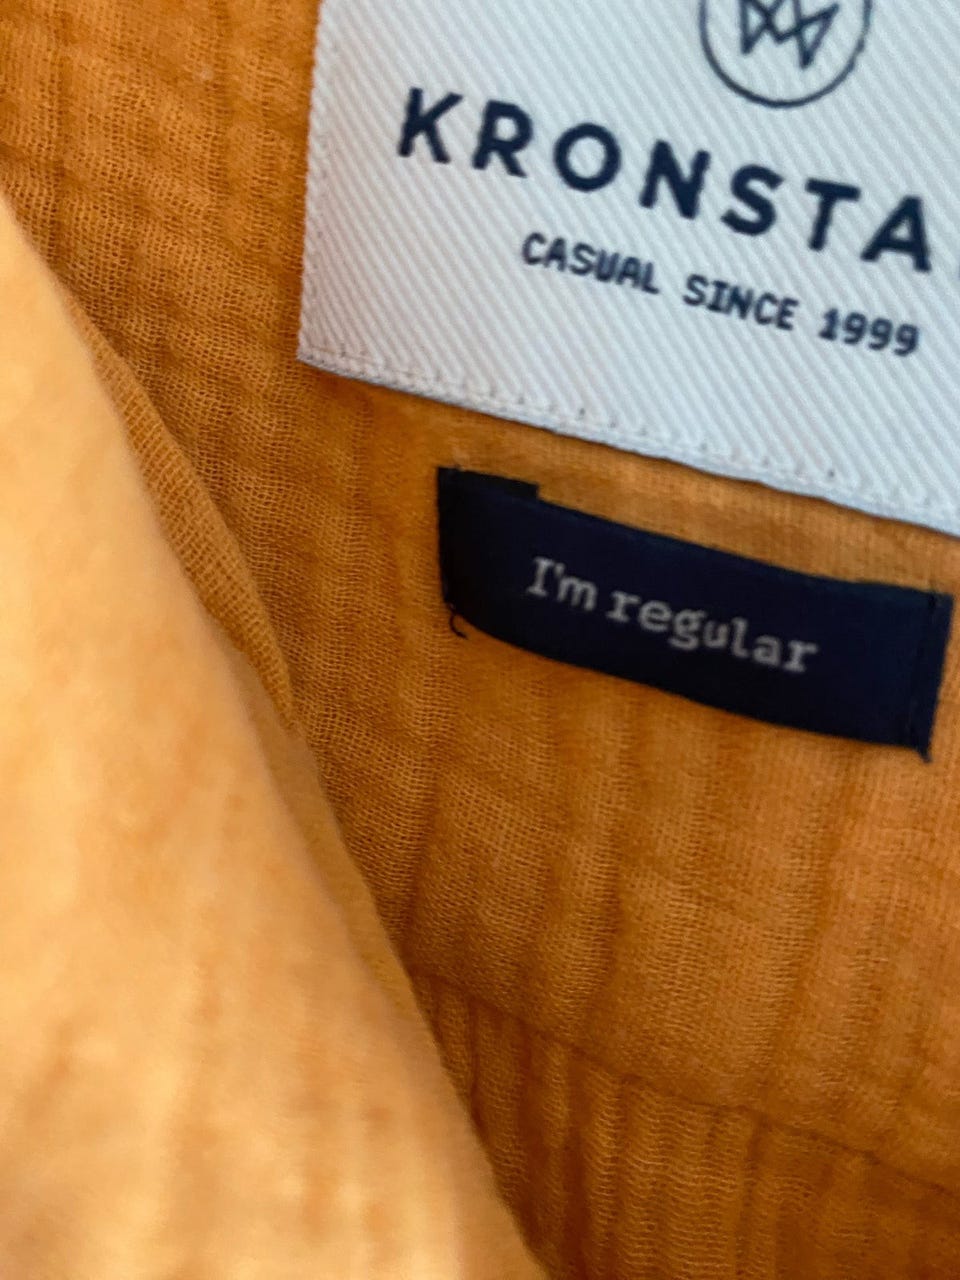 KRONSTA
CASUAL SINCE 1999
I'm regular